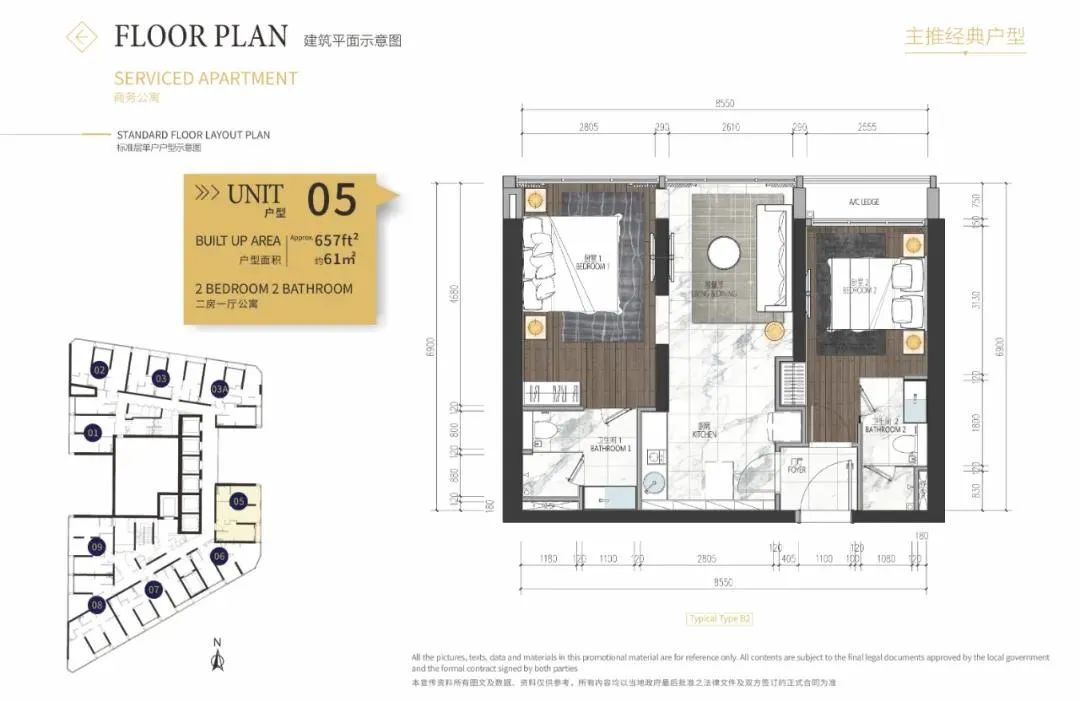 FLOOR PLAN 建筑平面示意图
主推经典户型
SERVICED APARTMENT
商务公寓
STANDARD FLOOR LAYOUT PLAN
标准层单户户型示意图
UNIT 05
户型
BUILT UP AREA Approx. 657ft²
户型面积 约61㎡
2 BEDROOM 2 BATHROOM
二房一厅公寓
8550
2805 290 2610 290 2555
A/C LEDGE
750
150
卧室 1
BEDROOM 1
卧室 2
BEDROOM 2
LIVING & DINING
4680
3130
6900
6900
120
800
120
880
120
180
120
1800
120
830
卫生间 1
BATHROOM 1
厨房
KITCHEN
门厅
FOYER
卫生间 2
BATHROOM 2
180
1180 120 1100 120 2805 120 405 1100 100 120 1080 120
8550
02
03
03A
01
05
09
06
07
08
N
Typical Type B2
All the pictures, texts, data and materials in this promotional material are for reference only. All contents are subject to the final legal documents approved by the local government
and the formal contract signed by both parties
本宣传资料所有图文及数据、资料仅供参考，所有内容均以当地政府最后批准之法律文件及双方签订的正式合同为准